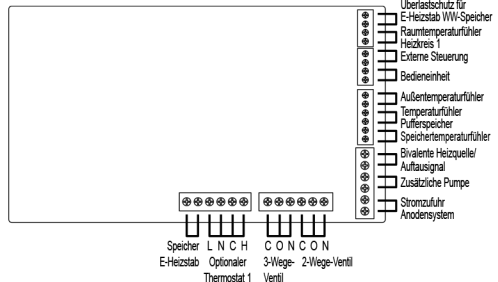 Überlastschutz für
E-Heizstab WW-Speicher
Raumtemperaturfühler
Heizkreis 1
Externe Steuerung
Bedieneinheit
Außentemperaturfühler
Temperaturfühler
Pufferspeicher
Speichertemperaturfühler
Bivalente Heizquelle/
Auftausignal
Zusätzliche Pumpe
Stromzufuhr
Anodensystem
L N C H C O N C O N
Speicher Optionaler 3-Wege- 2-Wege-Ventil
E-Heizstab Thermostat 1 Ventil